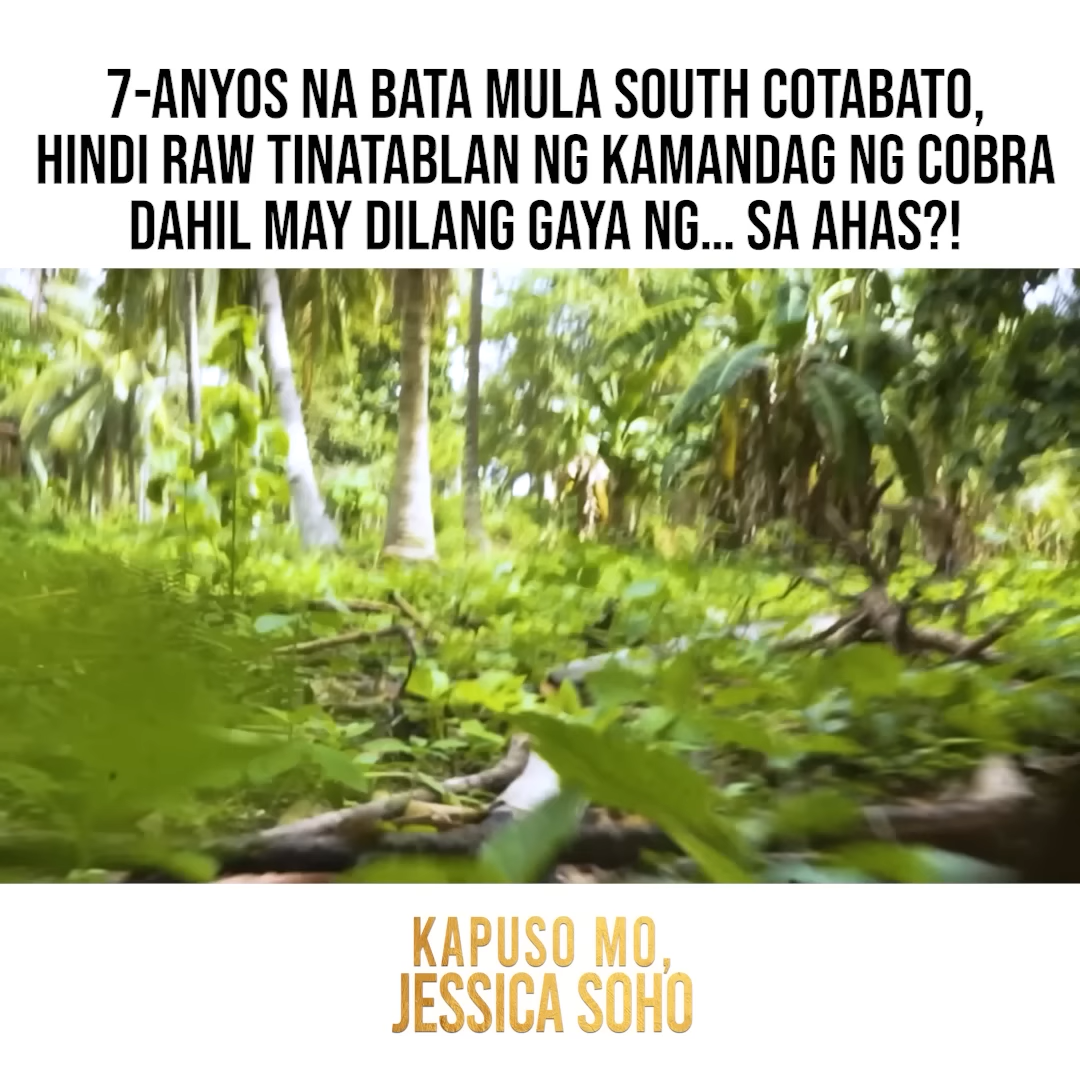 7-ANYOS NA BATA MULA SOUTH COTABATO,
HINDI RAW TINATABLAN NG KAMANDAG NG COBRA
DAHIL MAY DILANG GAYA NG... SA AHAS?!
KAPUSO MO,
JESSICA SOHO